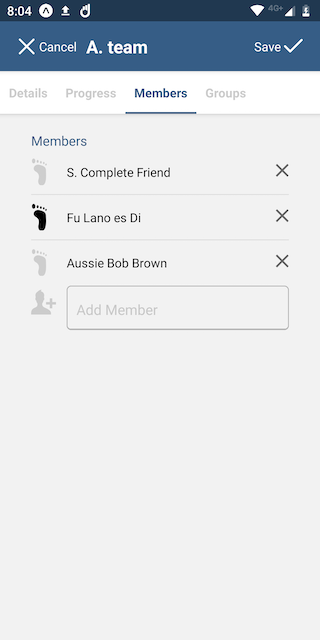 8:04
4G+
Cancel A. team Save
Details Progress Members Groups
Members
S. Complete Friend
Fu Lano es Di
Aussie Bob Brown
Add Member